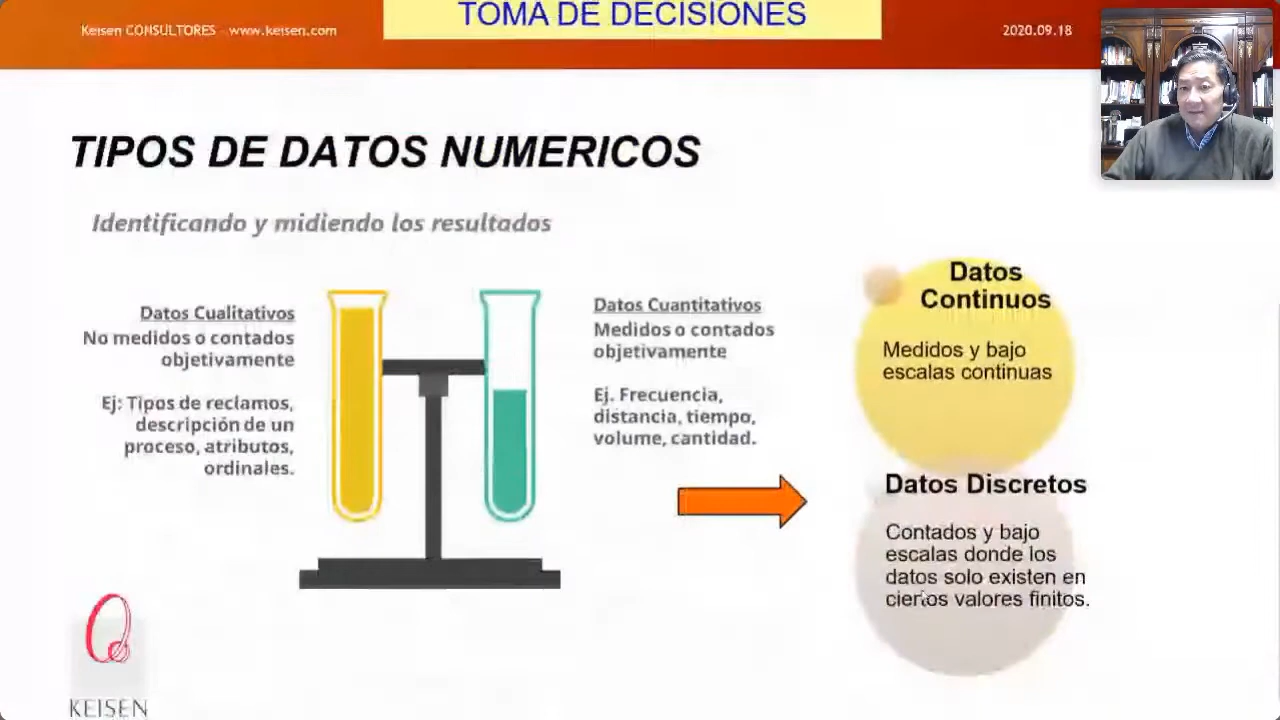 Keisen CONSULTORES - www.keisen.com
TOMA DE DECISIONES
2020.09.18
TIPOS DE DATOS NUMERICOS
Identificando y midiendo los resultados
Datos Cualitativos
No medidos o contados
objetivamente
Ej: Tipos de reclamos,
descripción de un
proceso, atributos,
ordinales.
Datos Cuantitativos
Medidos o contados
objetivamente
Ej. Frecuencia,
distancia, tiempo,
volume, cantidad.
Datos
Continuos
Medidos y bajo
escalas continuas
Datos Discretos
Contados y bajo
escalas donde los
datos solo existen en
ciertos valores finitos.
KEISEN